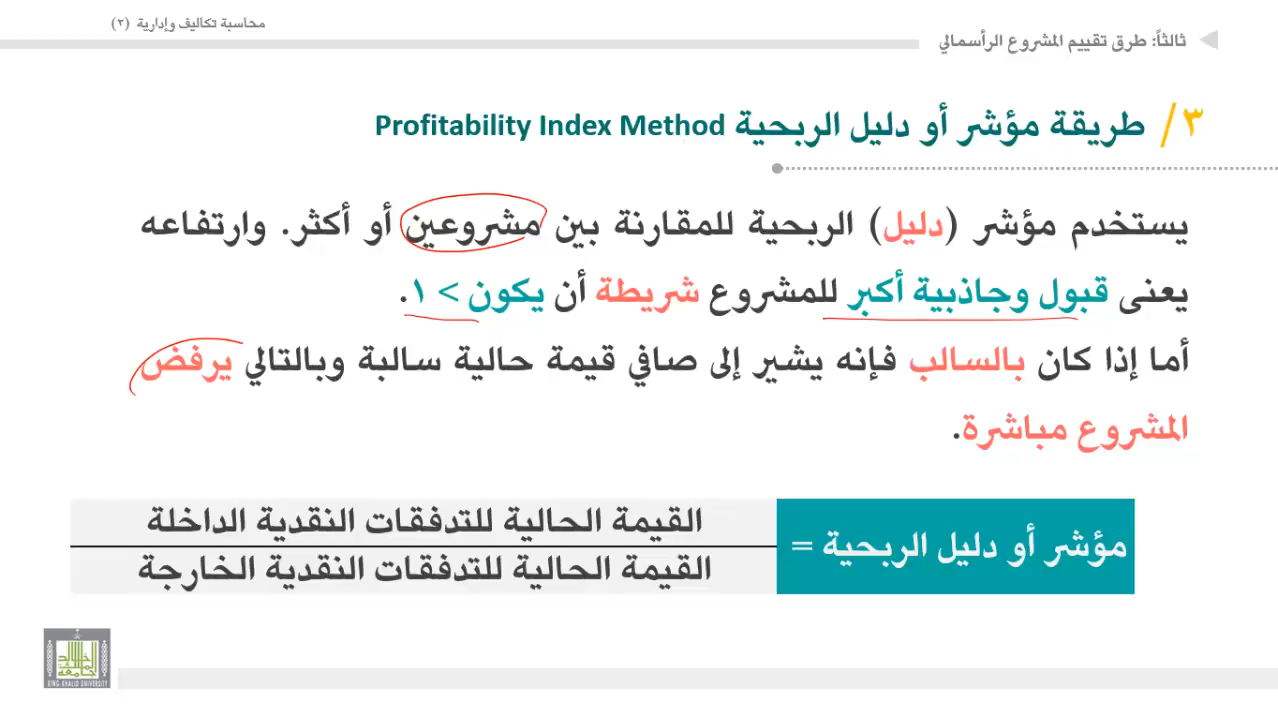 محاسبة تكاليف وإدارية (٢)
ثالثاً: طرق تقييم المشروع الرأسمالي
٣/ طريقة مؤشر أو دليل الربحية Profitability Index Method
يستخدم مؤشر (دليل) الربحية للمقارنة بين مشروعين أو أكثر. وارتفاعه
يعنى قبول وجاذبية أكبر للمشروع شريطة أن يكون > ١.
أما إذا كان بالسالب فإنه يشير إلى صافي قيمة حالية سالبة وبالتالي يرفض
المشروع مباشرة.
مؤشر أو دليل الربحية =
القيمة الحالية للتدفقات النقدية الداخلة
القيمة الحالية للتدفقات النقدية الخارجة
KING KHALID UNIVERSITY